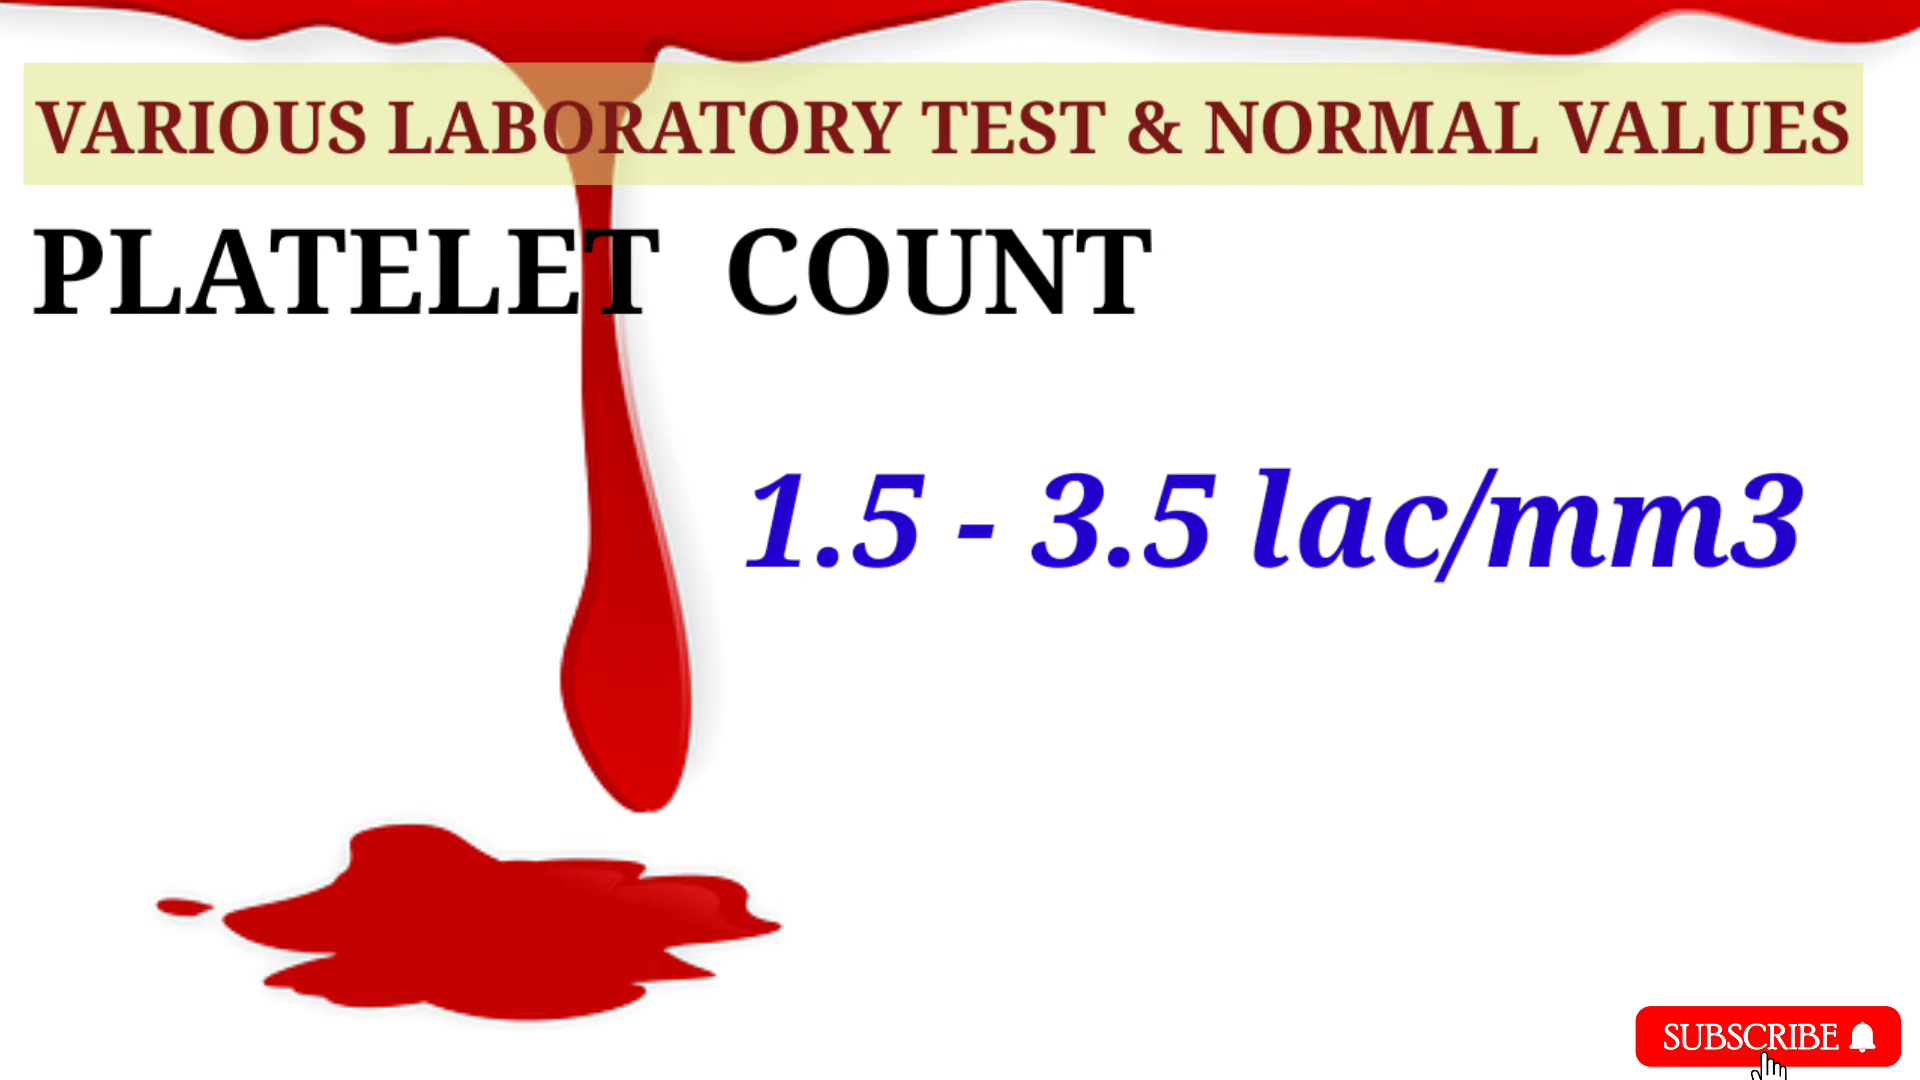 VARIOUS LABORATORY TEST & NORMAL VALUES
PLATELET COUNT
1.5 - 3.5 lac/mm3
SUBSCRIBE